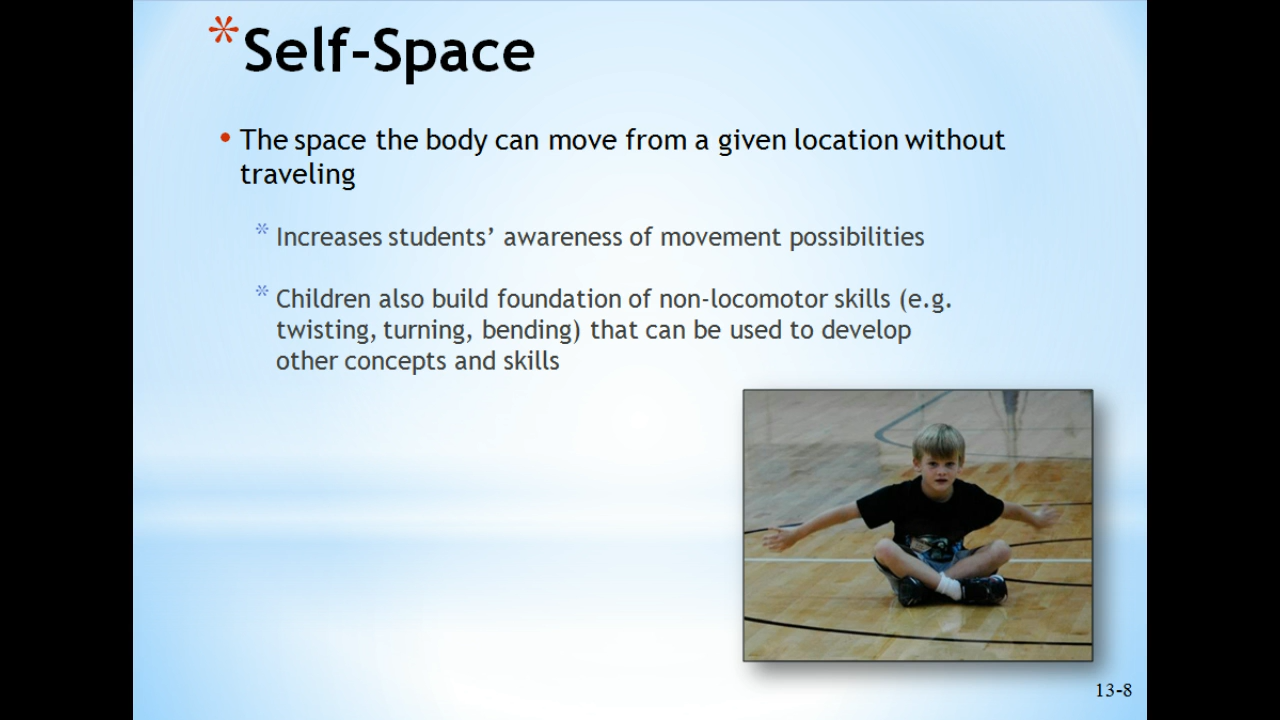 * Self-Space
• The space the body can move from a given location without
traveling
* Increases students’ awareness of movement possibilities
* Children also build foundation of non-locomotor skills (e.g.
twisting, turning, bending) that can be used to develop
other concepts and skills
13-8